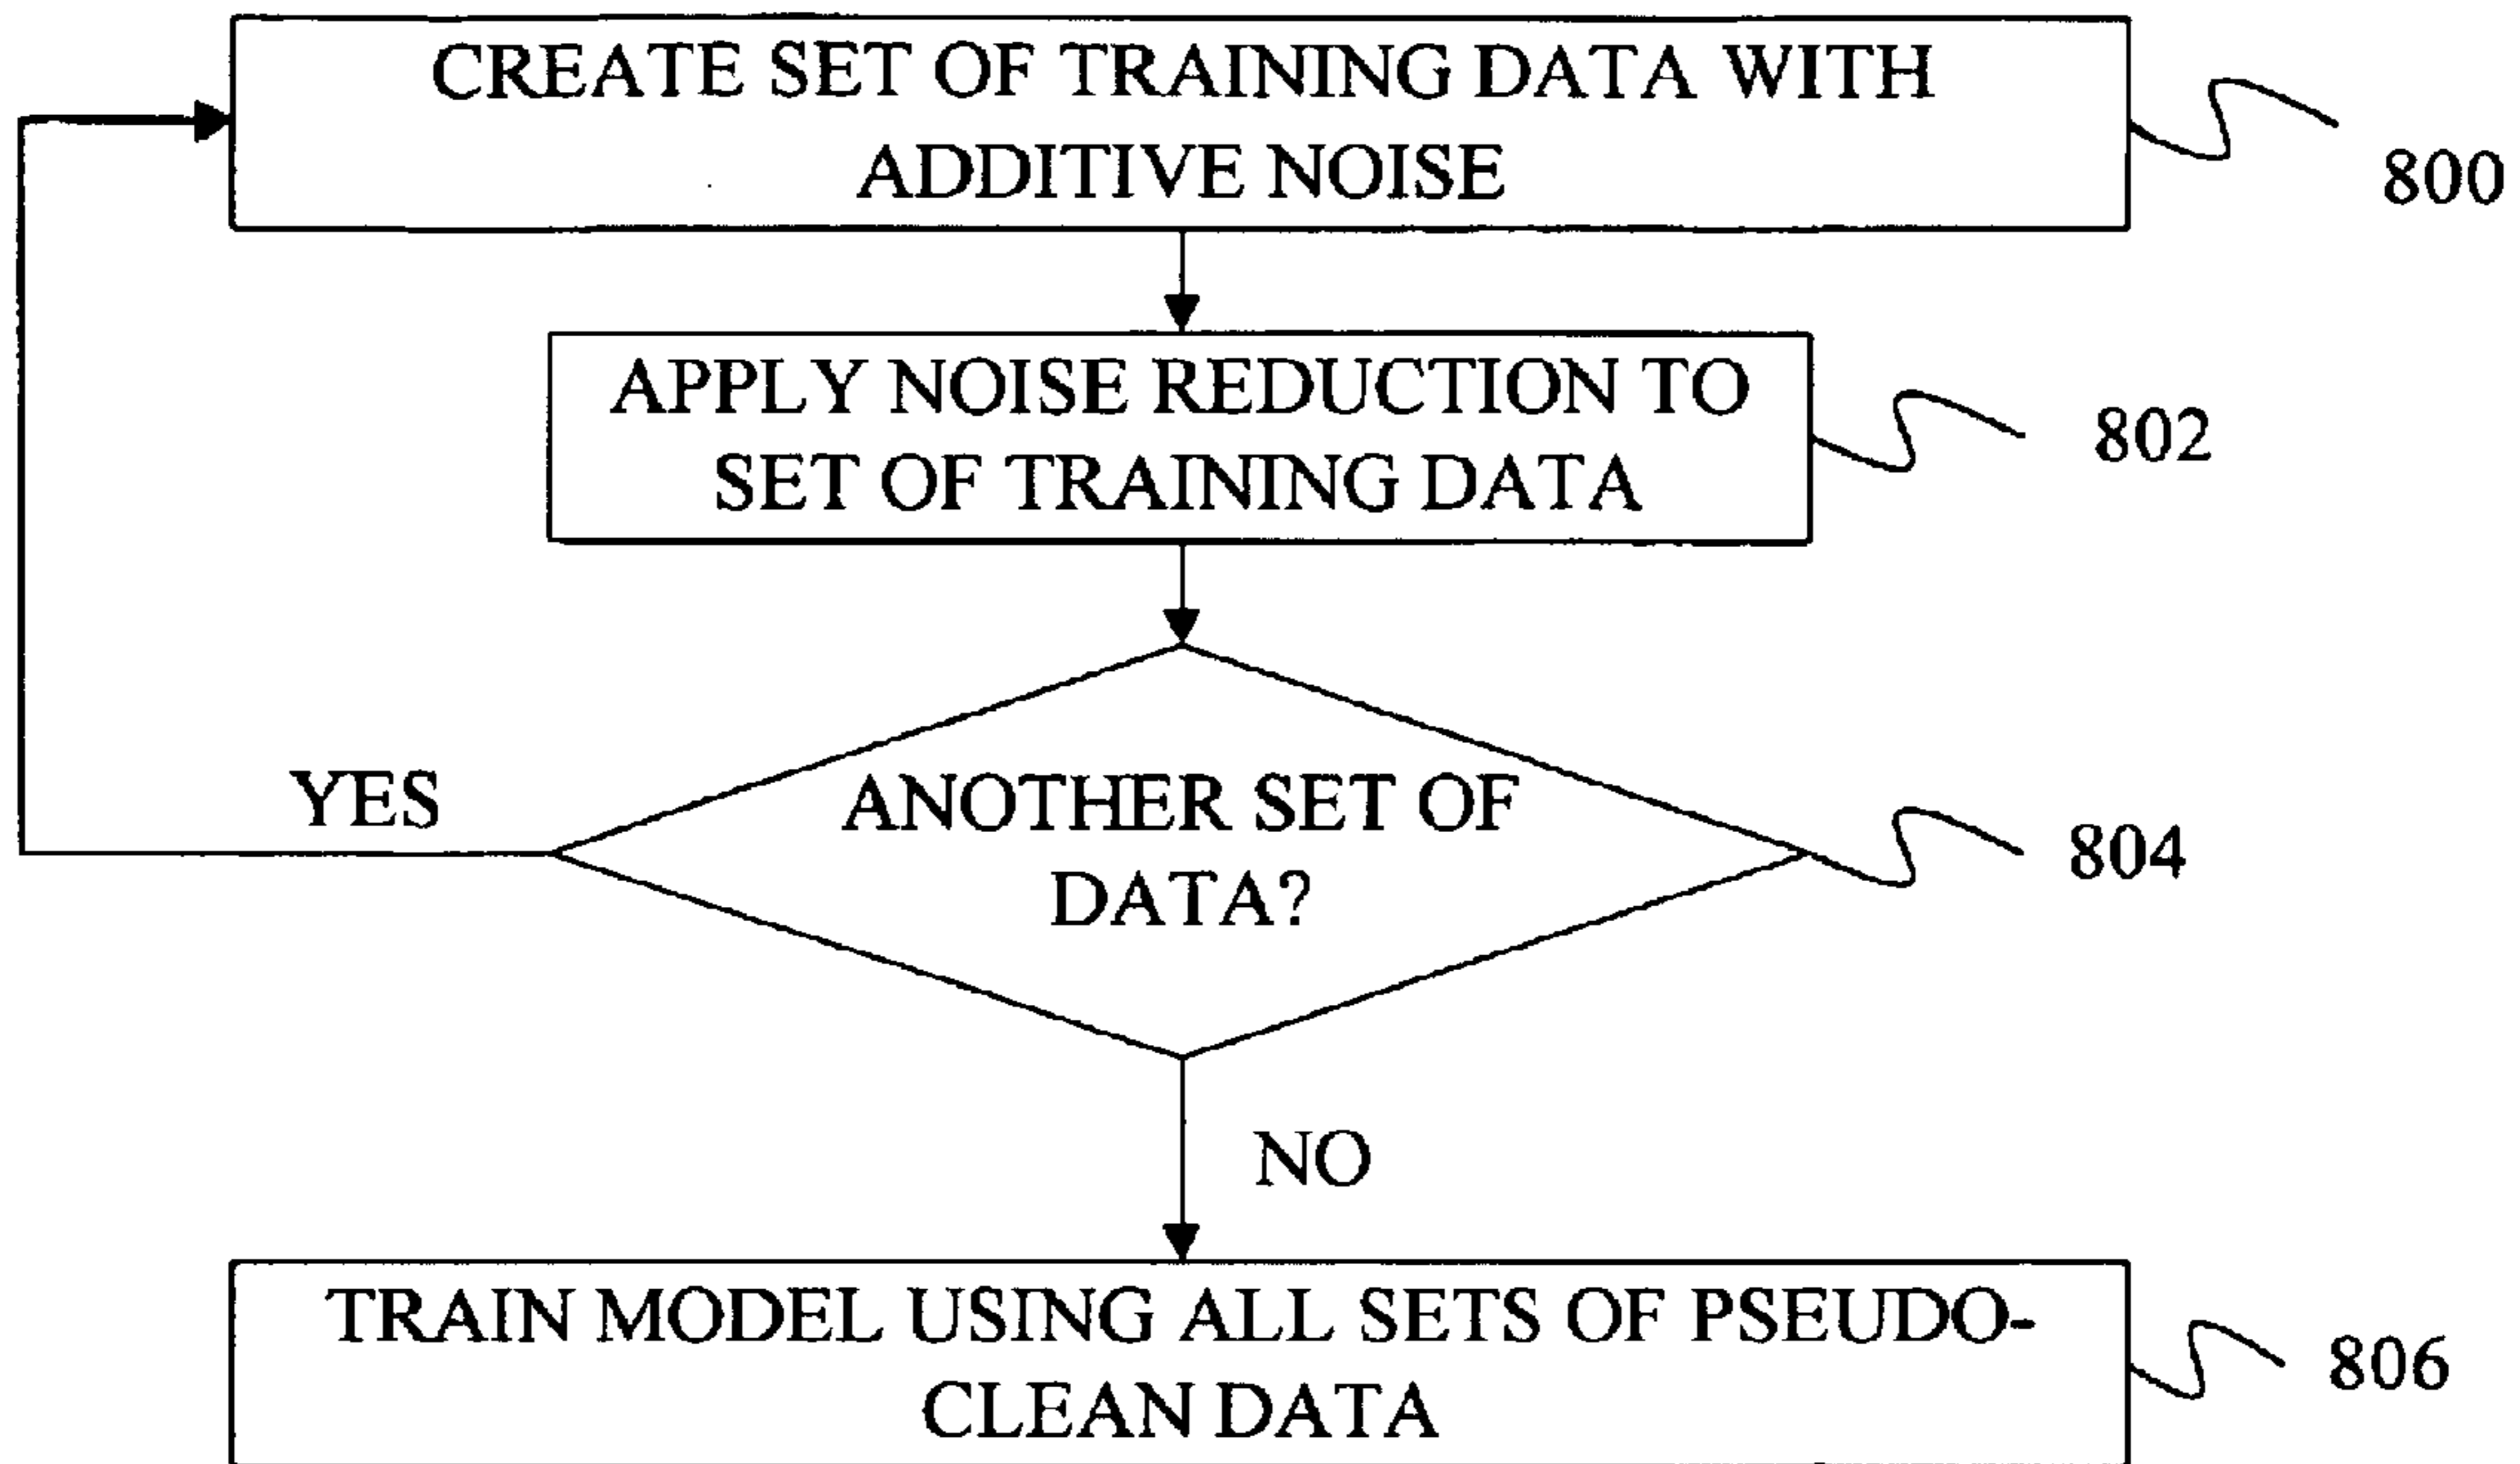 CREATE SET OF TRAINING DATA WITH
ADDITIVE NOISE
800
APPLY NOISE REDUCTION TO
SET OF TRAINING DATA
802
YES
ANOTHER SET OF
DATA?
804
NO
TRAIN MODEL USING ALL SETS OF PSEUDO-
CLEAN DATA
806